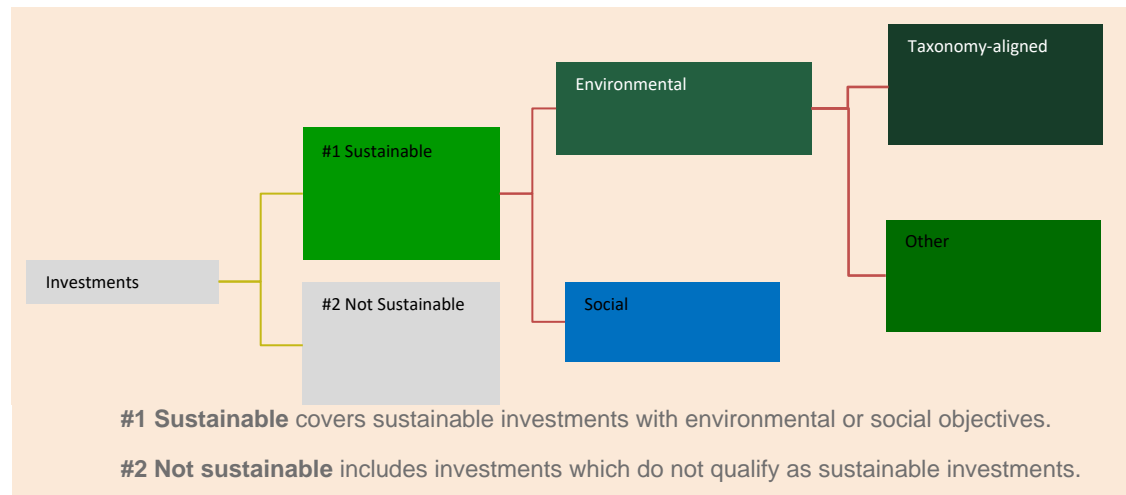 Taxonomy-aligned
Environmental
#1 Sustainable
Other
Investments
#2 Not Sustainable
Social
#1 Sustainable covers sustainable investments with environmental or social objectives.
#2 Not sustainable includes investments which do not qualify as sustainable investments.